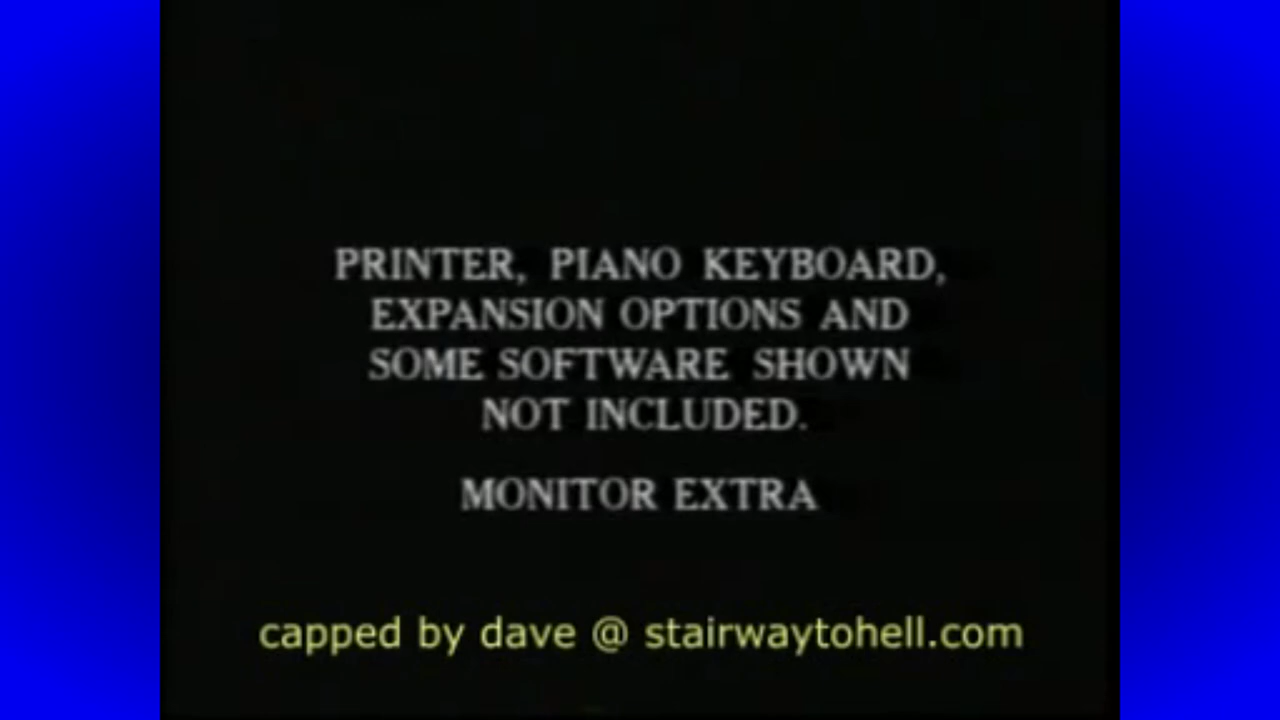 PRINTER, PIANO KEYBOARD,
EXPANSION OPTIONS AND
SOME SOFTWARE SHOWN
NOT INCLUDED.
MONITOR EXTRA
capped by dave @ stairwaytohell.com